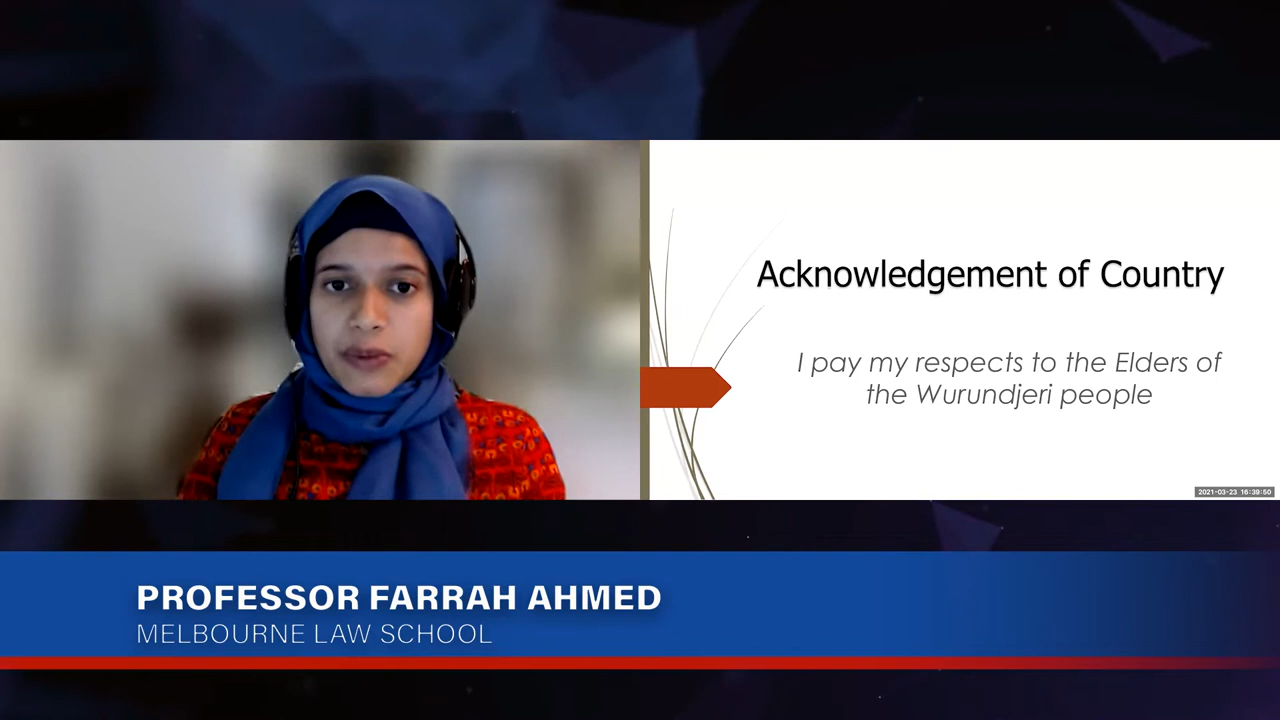 Acknowledgement of Country
I pay my respects to the Elders of
the Wurundjeri people
2021-03-23 16:39:50
PROFESSOR FARRAH AHMED
MELBOURNE LAW SCHOOL